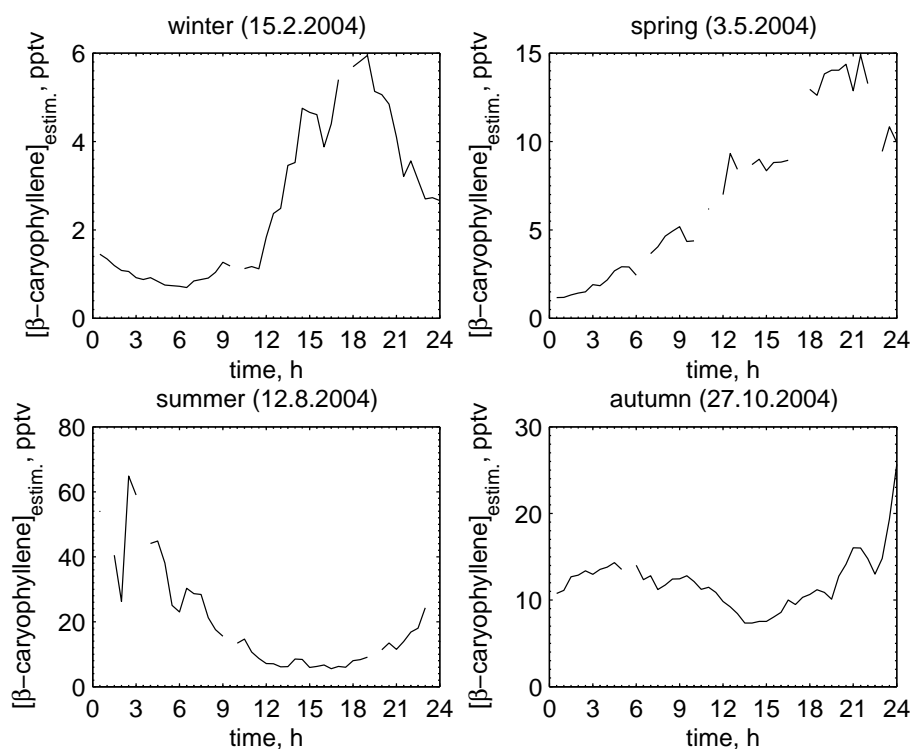 winter (15.2.2004)
[β−caryophyllene]estim., pptv
6
4
2
0
0 3 6 9 12 15 18 21 24
time, h
spring (3.5.2004)
[β−caryophyllene]estim., pptv
15
10
5
0
0 3 6 9 12 15 18 21 24
time, h
summer (12.8.2004)
[β−caryophyllene]estim., pptv
80
60
40
20
0
0 3 6 9 12 15 18 21 24
time, h
autumn (27.10.2004)
[β−caryophyllene]estim., pptv
30
20
10
0
0 3 6 9 12 15 18 21 24
time, h